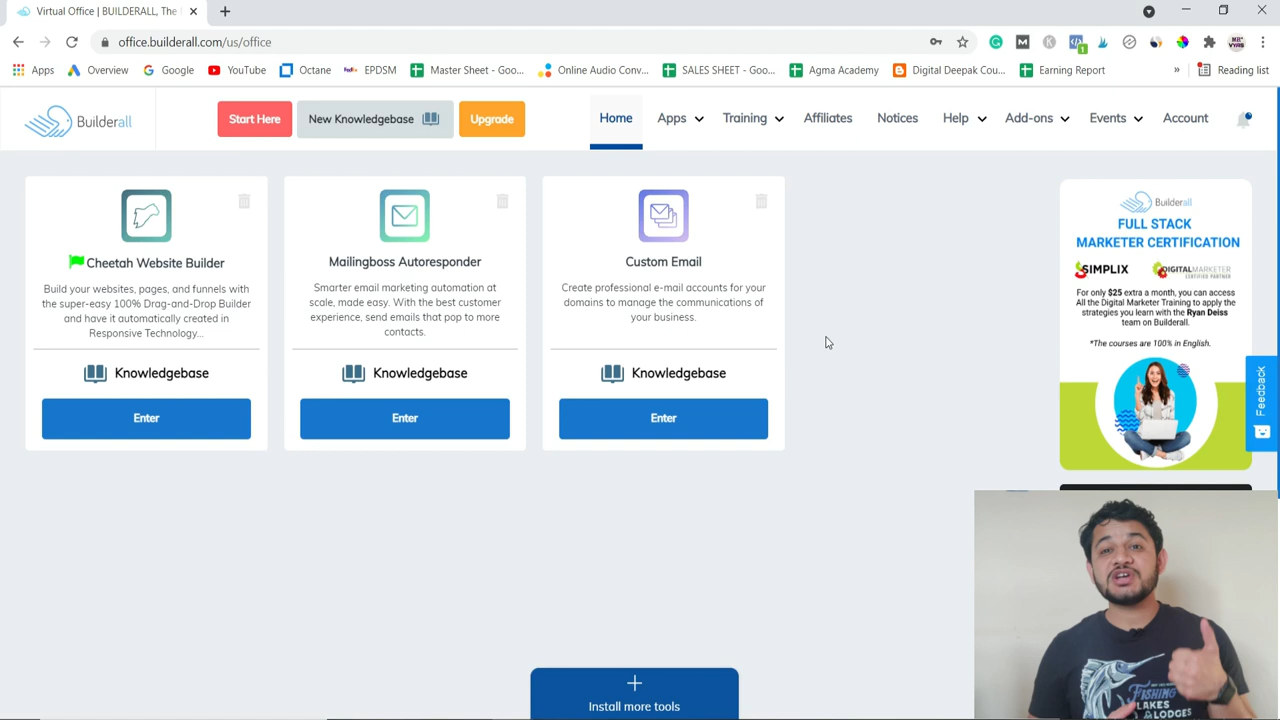 Virtual Office | BUILDERALL, The
office.builderall.com/us/office
1
Apps
Overview
Google
YouTube
Octane
EPDSM
Master Sheet - Goo...
Online Audio Conv...
SALES SHEET - Goo...
Agma Academy
Digital Deepak Cou...
Earning Report
»
Reading list
Builderall
Start Here
New Knowledgebase
Upgrade
Home
Apps
Training
Affiliates
Notices
Help
Add-ons
Events
Account
Cheetah Website Builder
Build your websites, pages, and funnels with
the super-easy 100% Drag-and-Drop Builder
and have it automatically created in
Responsive Technology...
Knowledgebase
Enter
Mailingboss Autoresponder
Smarter email marketing automation at
scale, made easy. With the best customer
experience, send emails that pop to more
contacts.
Knowledgebase
Enter
Custom Email
Create professional e-mail accounts for your
domains to manage the communications of
your business.
Knowledgebase
Enter
Builderall
FULL STACK
MARKETER CERTIFICATION
SIMPLIX
DIGITALMARKETER
CERTIFIED PARTNER
For only $25 extra a month, you can access
All the Digital Marketer Training to apply the
strategies you learn with the Ryan Deiss
team on Builderall.
*The courses are 100% in English.
Feedback
Install more tools
FISHING
LAKES
& LODGES